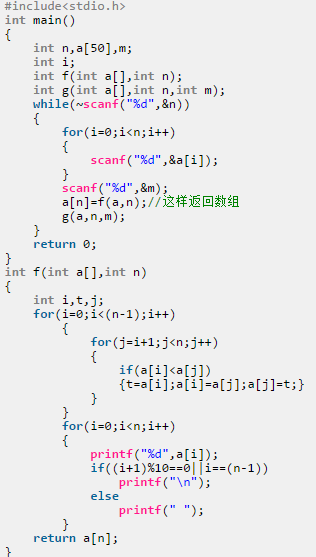 #include<stdio.h>
int main()
{
    int n,a[50],m;
    int i;
    int f(int a[],int n);
    int g(int a[],int n,int m);
    while(~scanf("%d",&n))
    {
        for(i=0;i<n;i++)
        {
            scanf("%d",&a[i]);
        }
        scanf("%d",&m);
        a[n]=f(a,n);//这样返回数组
        g(a,n,m);
    }
    return 0;
}
int f(int a[],int n)
{
    int i,t,j;
    for(i=0;i<(n-1);i++)
        {
            for(j=i+1;j<n;j++)
            {
                if(a[i]<a[j])
                {t=a[i];a[i]=a[j];a[j]=t;}
            }
        }
    for(i=0;i<n;i++)
        {
            printf("%d",a[i]);
            if((i+1)%10==0||i==(n-1))
                printf("\n");
            else
                printf(" ");
        }
    return a[n];
}